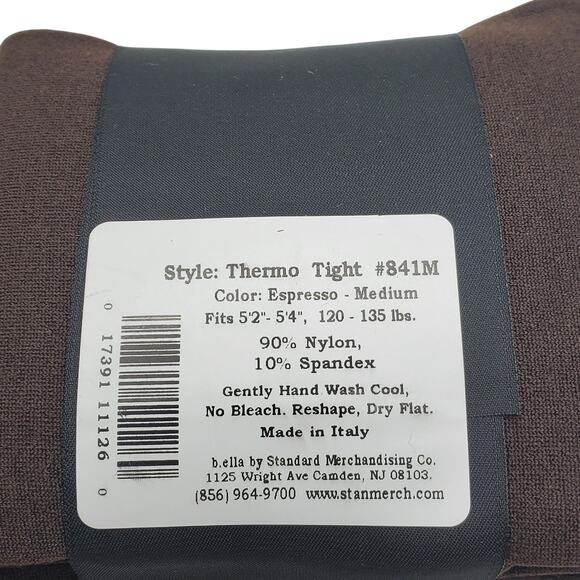 Style: Thermo Tight #841M
Color: Espresso - Medium
Fits 5'2"- 5'4", 120 - 135 lbs.
90% Nylon,
10% Spandex
Gently Hand Wash Cool,
No Bleach. Reshape, Dry Flat.
Made in Italy
b.ella by Standard Merchandising Co.
1125 Wright Ave Camden, NJ 08103.
(856) 964-9700 www.stanmerch.com
0 17391 11126 0